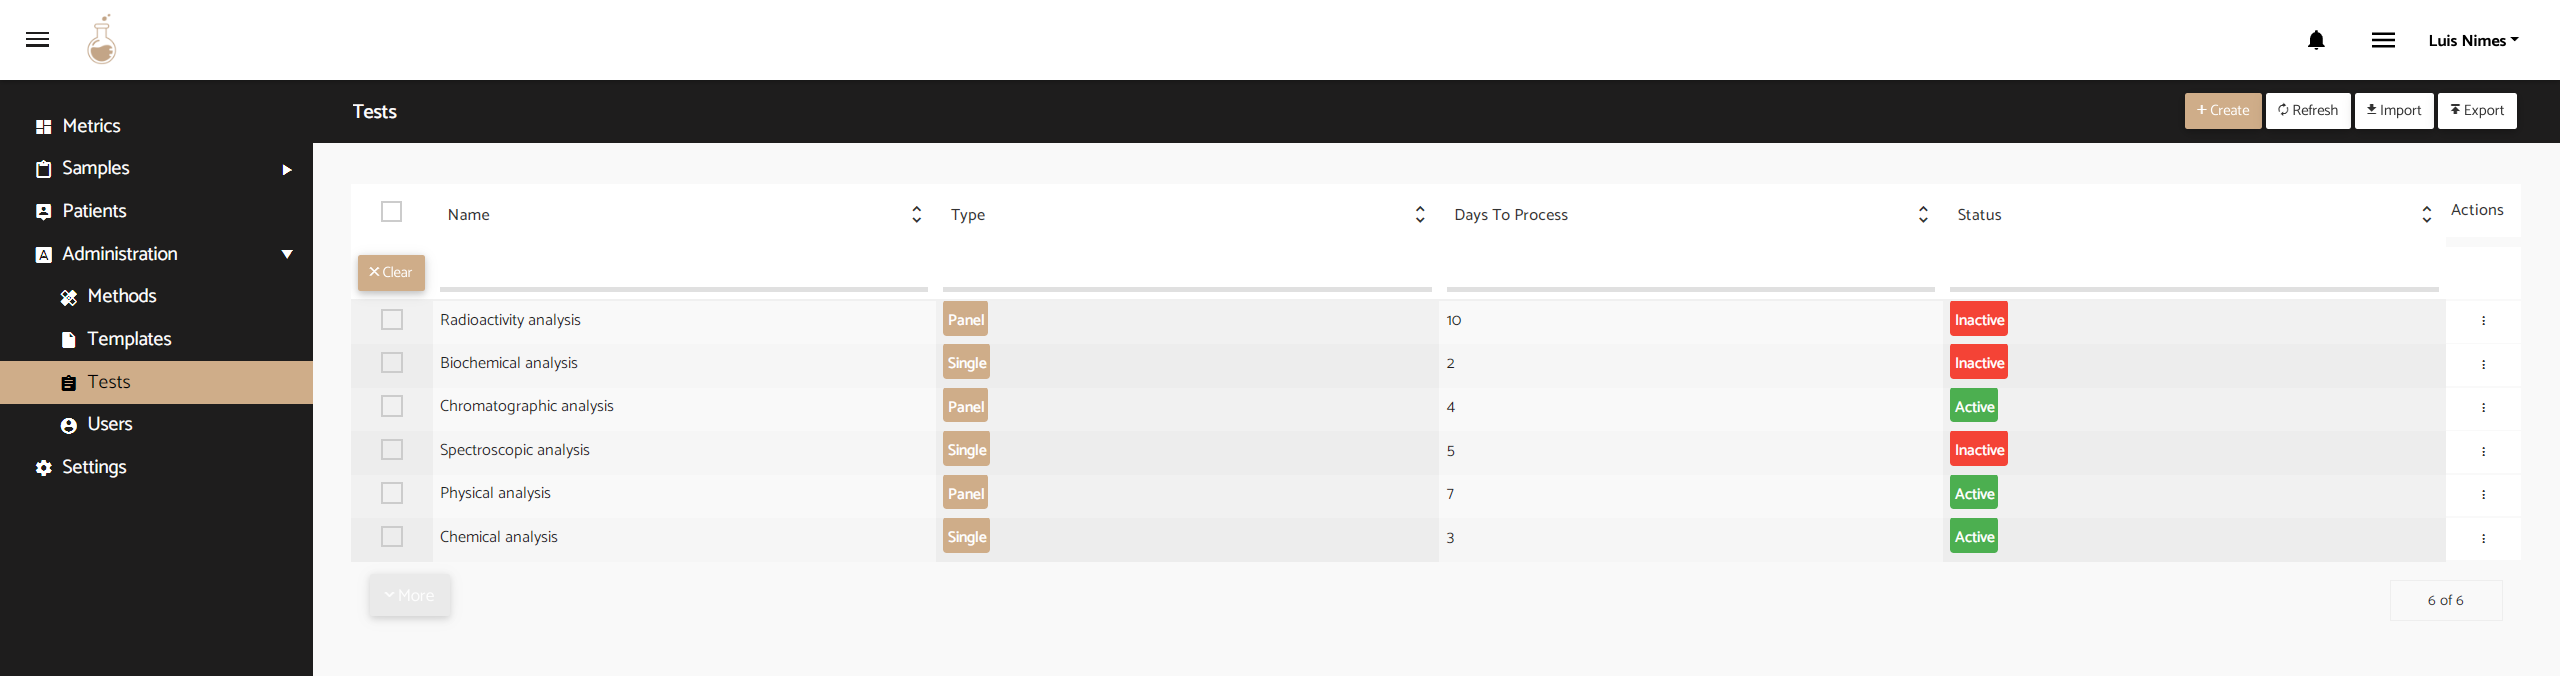 Luis Nimes
Metrics
Samples
Patients
Administration
Methods
Templates
Tests
Users
Settings
Tests
Create Refresh Import Export
Name Type Days To Process Status Actions
Clear
Radioactivity analysis Panel 10 Inactive
Biochemical analysis Single 2 Inactive
Chromatographic analysis Panel 4 Active
Spectroscopic analysis Single 5 Inactive
Physical analysis Panel 7 Active
Chemical analysis Single 3 Active
More
6 of 6